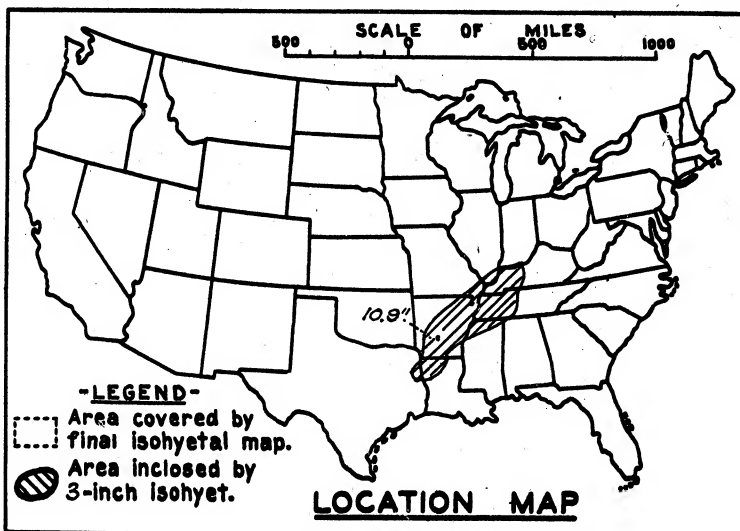 SCALE OF MILES
500 0 500 1000
10.9"
-LEGEND-
Area covered by
final isohyetal map.
Area inclosed by
3-inch isohyet.
LOCATION MAP